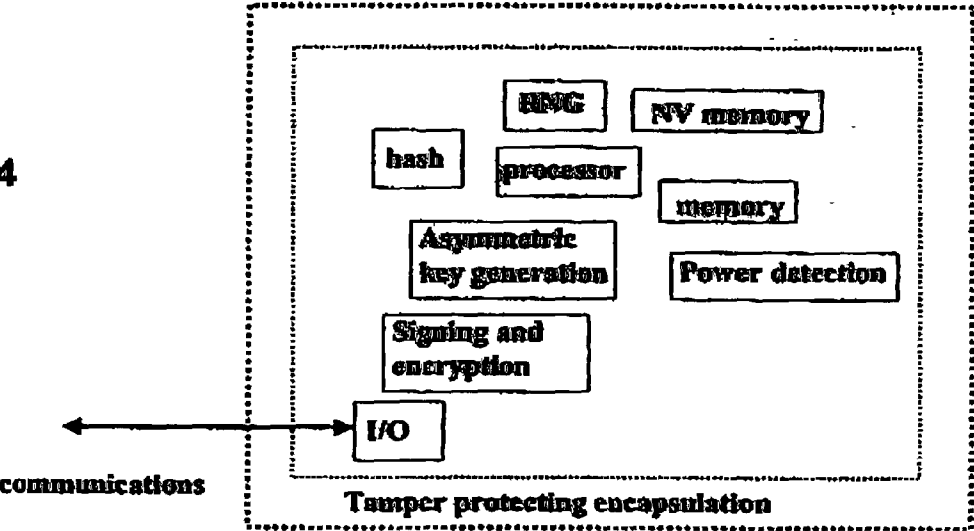 RNG
NV memory
hash
processor
4
memory
Asymmetric
key generation
Power detection
Signing and
encryption
I/O
communications
Tamper protecting encapsulation